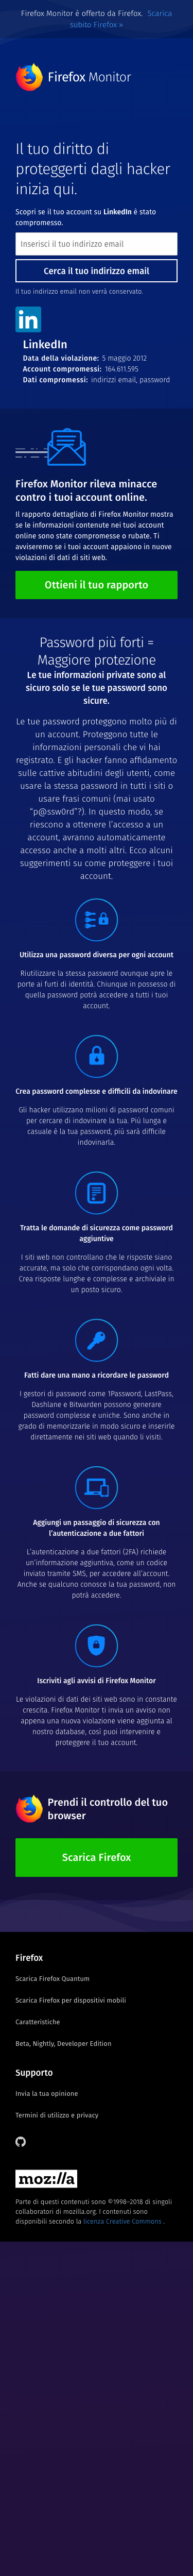 Firefox Monitor è offerto da Firefox. Scarica
subito Firefox »
Firefox Monitor
Il tuo diritto di
proteggerti dagli hacker
inizia qui.
Scopri se il tuo account su LinkedIn è stato
compromesso.
Inserisci il tuo indirizzo email
Cerca il tuo indirizzo email
Il tuo indirizzo email non verrà conservato.
in
LinkedIn
Data della violazione: 5 maggio 2012
Account compromessi: 164.611.595
Dati compromessi: indirizzi email, password
Firefox Monitor rileva minacce
contro i tuoi account online.
Il rapporto dettagliato di Firefox Monitor mostra
se le informazioni contenute nei tuoi account
online sono state compromesse o rubate. Ti
avviseremo se i tuoi account appaiono in nuove
violazioni di dati di siti web.
Ottieni il tuo rapporto
Password più forti =
Maggiore protezione
Le tue informazioni private sono al
sicuro solo se le tue password sono
sicure.
Le tue password proteggono molto più di
un account. Proteggono tutte le
informazioni personali che vi hai
registrato. E gli hacker fanno affidamento
sulle cattive abitudini degli utenti, come
usare la stessa password in tutti i siti o
usare frasi comuni (mai usato
“p@ssw0rd”?). In questo modo, se
riescono a ottenere l’accesso a un
account, avranno automaticamente
accesso anche a molti altri. Ecco alcuni
suggerimenti su come proteggere i tuoi
account.
Utilizza una password diversa per ogni account
Riutilizzare la stessa password ovunque apre le
porte ai furti di identità. Chiunque in possesso di
quella password potrà accedere a tutti i tuoi
account.
Crea password complesse e difficili da indovinare
Gli hacker utilizzano milioni di password comuni
per cercare di indovinare la tua. Più lunga e
casuale è la tua password, più sarà difficile
indovinarla.
Tratta le domande di sicurezza come password
aggiuntive
I siti web non controllano che le risposte siano
accurate, ma solo che corrispondano ogni volta.
Crea risposte lunghe e complesse e archiviale in
un posto sicuro.
Fatti dare una mano a ricordare le password
I gestori di password come 1Password, LastPass,
Dashlane e Bitwarden possono generare
password complesse e uniche. Sono anche in
grado di memorizzarle in modo sicuro e inserirle
direttamente nei siti web quando li visiti.
Aggiungi un passaggio di sicurezza con
l’autenticazione a due fattori
L’autenticazione a due fattori (2FA) richiede
un’informazione aggiuntiva, come un codice
inviato tramite SMS, per accedere all’account.
Anche se qualcuno conosce la tua password, non
potrà accedere.
Iscriviti agli avvisi di Firefox Monitor
Le violazioni di dati dei siti web sono in constante
crescita. Firefox Monitor ti invia un avviso non
appena una nuova violazione viene aggiunta al
nostro database, così puoi intervenire e
proteggere il tuo account.
Prendi il controllo del tuo
browser
Scarica Firefox
Firefox
Scarica Firefox Quantum
Scarica Firefox per dispositivi mobili
Caratteristiche
Beta, Nightly, Developer Edition
Supporto
Invia la tua opinione
Termini di utilizzo e privacy
moz://a
Parte di questi contenuti sono ©1998-2018 di singoli
collaboratori di mozilla.org. I contenuti sono
disponibili secondo la licenza Creative Commons .